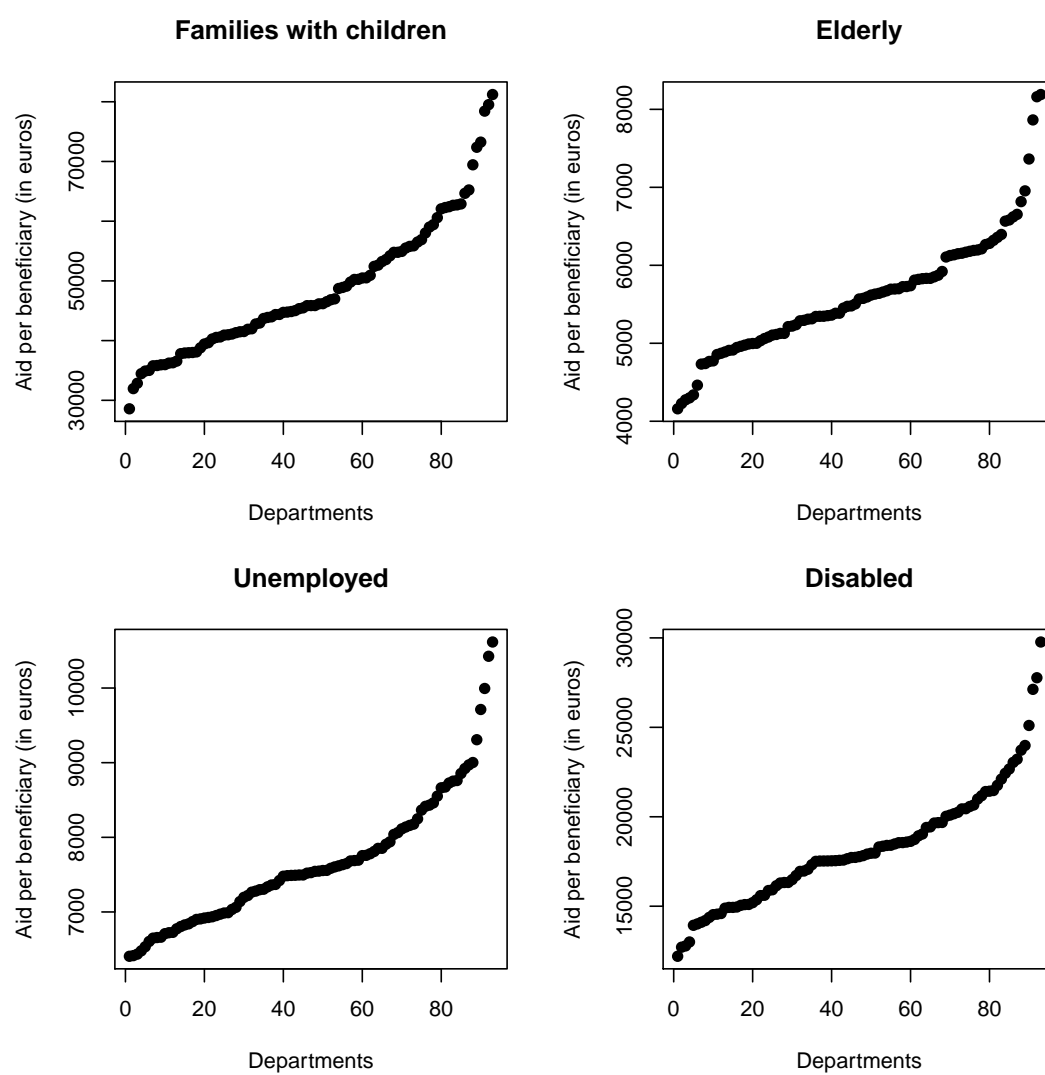 Families with children
Aid per beneficiary (in euros)
30000
50000
70000
0 20 40 60 80
Departments
Elderly
Aid per beneficiary (in euros)
4000
5000
6000
7000
8000
0 20 40 60 80
Departments
Unemployed
Aid per beneficiary (in euros)
7000
8000
9000
10000
0 20 40 60 80
Departments
Disabled
Aid per beneficiary (in euros)
15000
20000
25000
30000
0 20 40 60 80
Departments